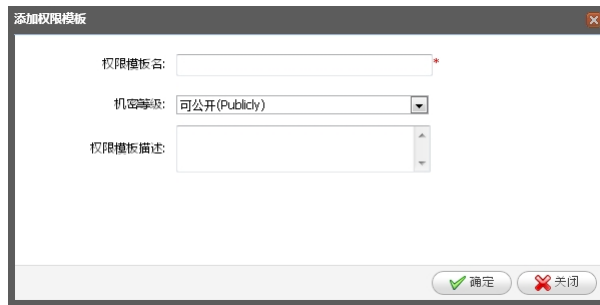 添加权限模板
权限模板名: *
机密等级: 可公开(Publicly)
权限模板描述:
确定 关闭